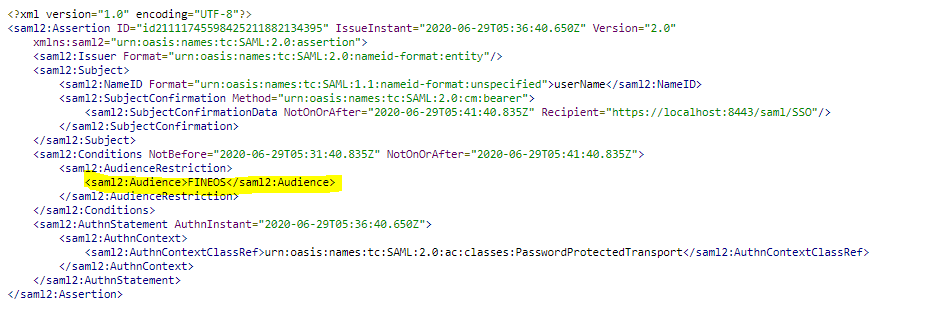 <?xml version="1.0" encoding="UTF-8"?>
<saml2:Assertion ID="id21111745598425211882134395" IssueInstant="2020-06-29T05:36:40.650Z" Version="2.0"
xmlns:saml2="urn:oasis:names:tc:SAML:2.0:assertion">
<saml2:Issuer Format="urn:oasis:names:tc:SAML:2.0:nameid-format:entity"/>
<saml2:Subject>
<saml2:NameID Format="urn:oasis:names:tc:SAML:1.1:nameid-format:unspecified">userName</saml2:NameID>
<saml2:SubjectConfirmation Method="urn:oasis:names:tc:SAML:2.0:cm:bearer">
<saml2:SubjectConfirmationData NotOnOrAfter="2020-06-29T05:41:40.835Z" Recipient="https://localhost:8443/saml/SSO"/>
</saml2:SubjectConfirmation>
</saml2:Subject>
<saml2:Conditions NotBefore="2020-06-29T05:31:40.835Z" NotOnOrAfter="2020-06-29T05:41:40.835Z">
<saml2:AudienceRestriction>
<saml2:Audience>FINEOS</saml2:Audience>
</saml2:AudienceRestriction>
</saml2:Conditions>
<saml2:AuthnStatement AuthnInstant="2020-06-29T05:36:40.650Z">
<saml2:AuthnContext>
<saml2:AuthnContextClassRef>urn:oasis:names:tc:SAML:2.0:ac:classes:PasswordProtectedTransport</saml2:AuthnContextClassRef>
</saml2:AuthnContext>
</saml2:AuthnStatement>
</saml2:Assertion>